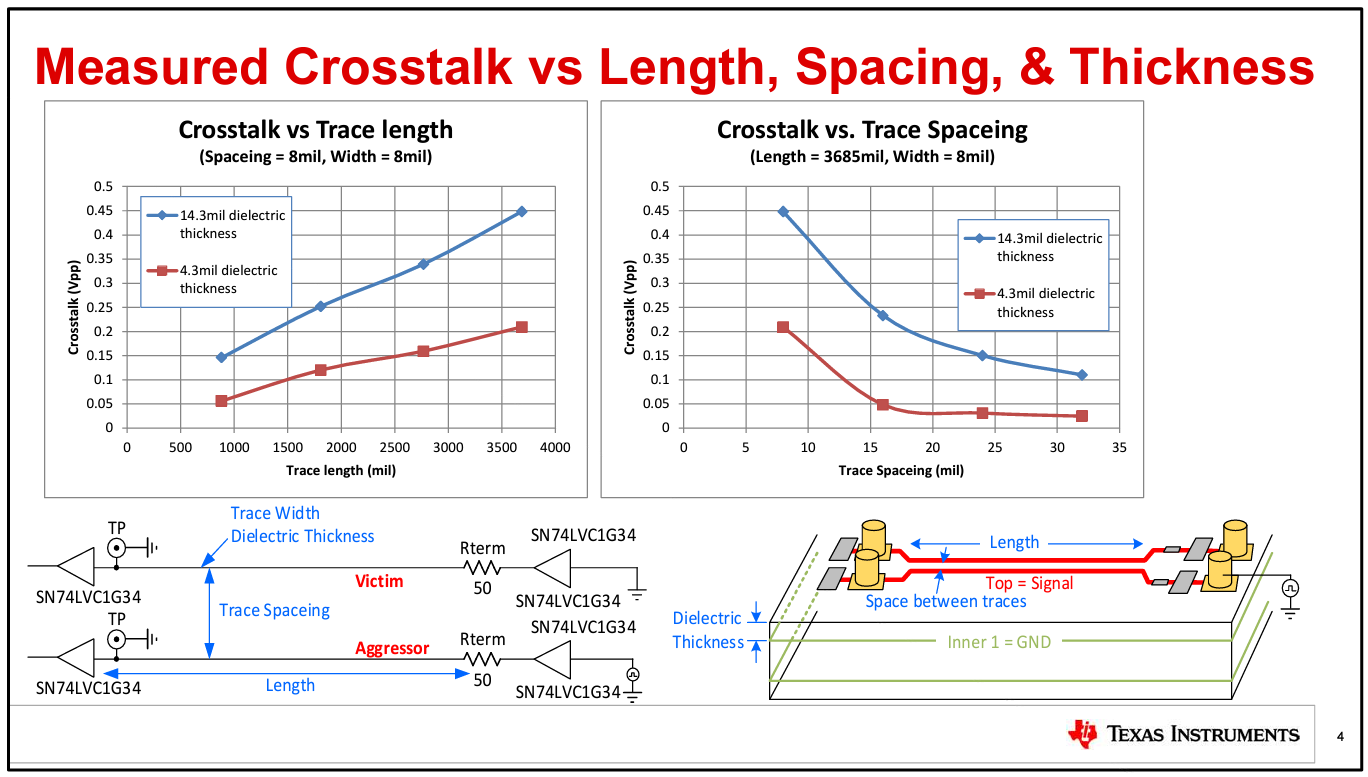 Measured Crosstalk vs Length, Spacing, & Thickness
Crosstalk vs Trace length
(Spaceing = 8mil, Width = 8mil)
0.5
0.45
0.4
0.35
0.3
0.25
0.2
0.15
0.1
0.05
0
Crosstalk (Vpp)
14.3mil dielectric
thickness
4.3mil dielectric
thickness
0 500 1000 1500 2000 2500 3000 3500 4000
Trace length (mil)
Crosstalk vs. Trace Spaceing
(Length = 3685mil, Width = 8mil)
0.5
0.45
0.4
0.35
0.3
0.25
0.2
0.15
0.1
0.05
0
Crosstalk (Vpp)
14.3mil dielectric
thickness
4.3mil dielectric
thickness
0 5 10 15 20 25 30 35
Trace Spaceing (mil)
Trace Width
Dielectric Thickness
TP
SN74LVC1G34
Rterm
50
SN74LVC1G34
SN74LVC1G34
Victim
Trace Spaceing
TP
SN74LVC1G34
Aggressor
Rterm
50
SN74LVC1G34
SN74LVC1G34
Length
Length
Top = Signal
Space between traces
Dielectric
Thickness
Inner 1 = GND
TEXAS INSTRUMENTS
4